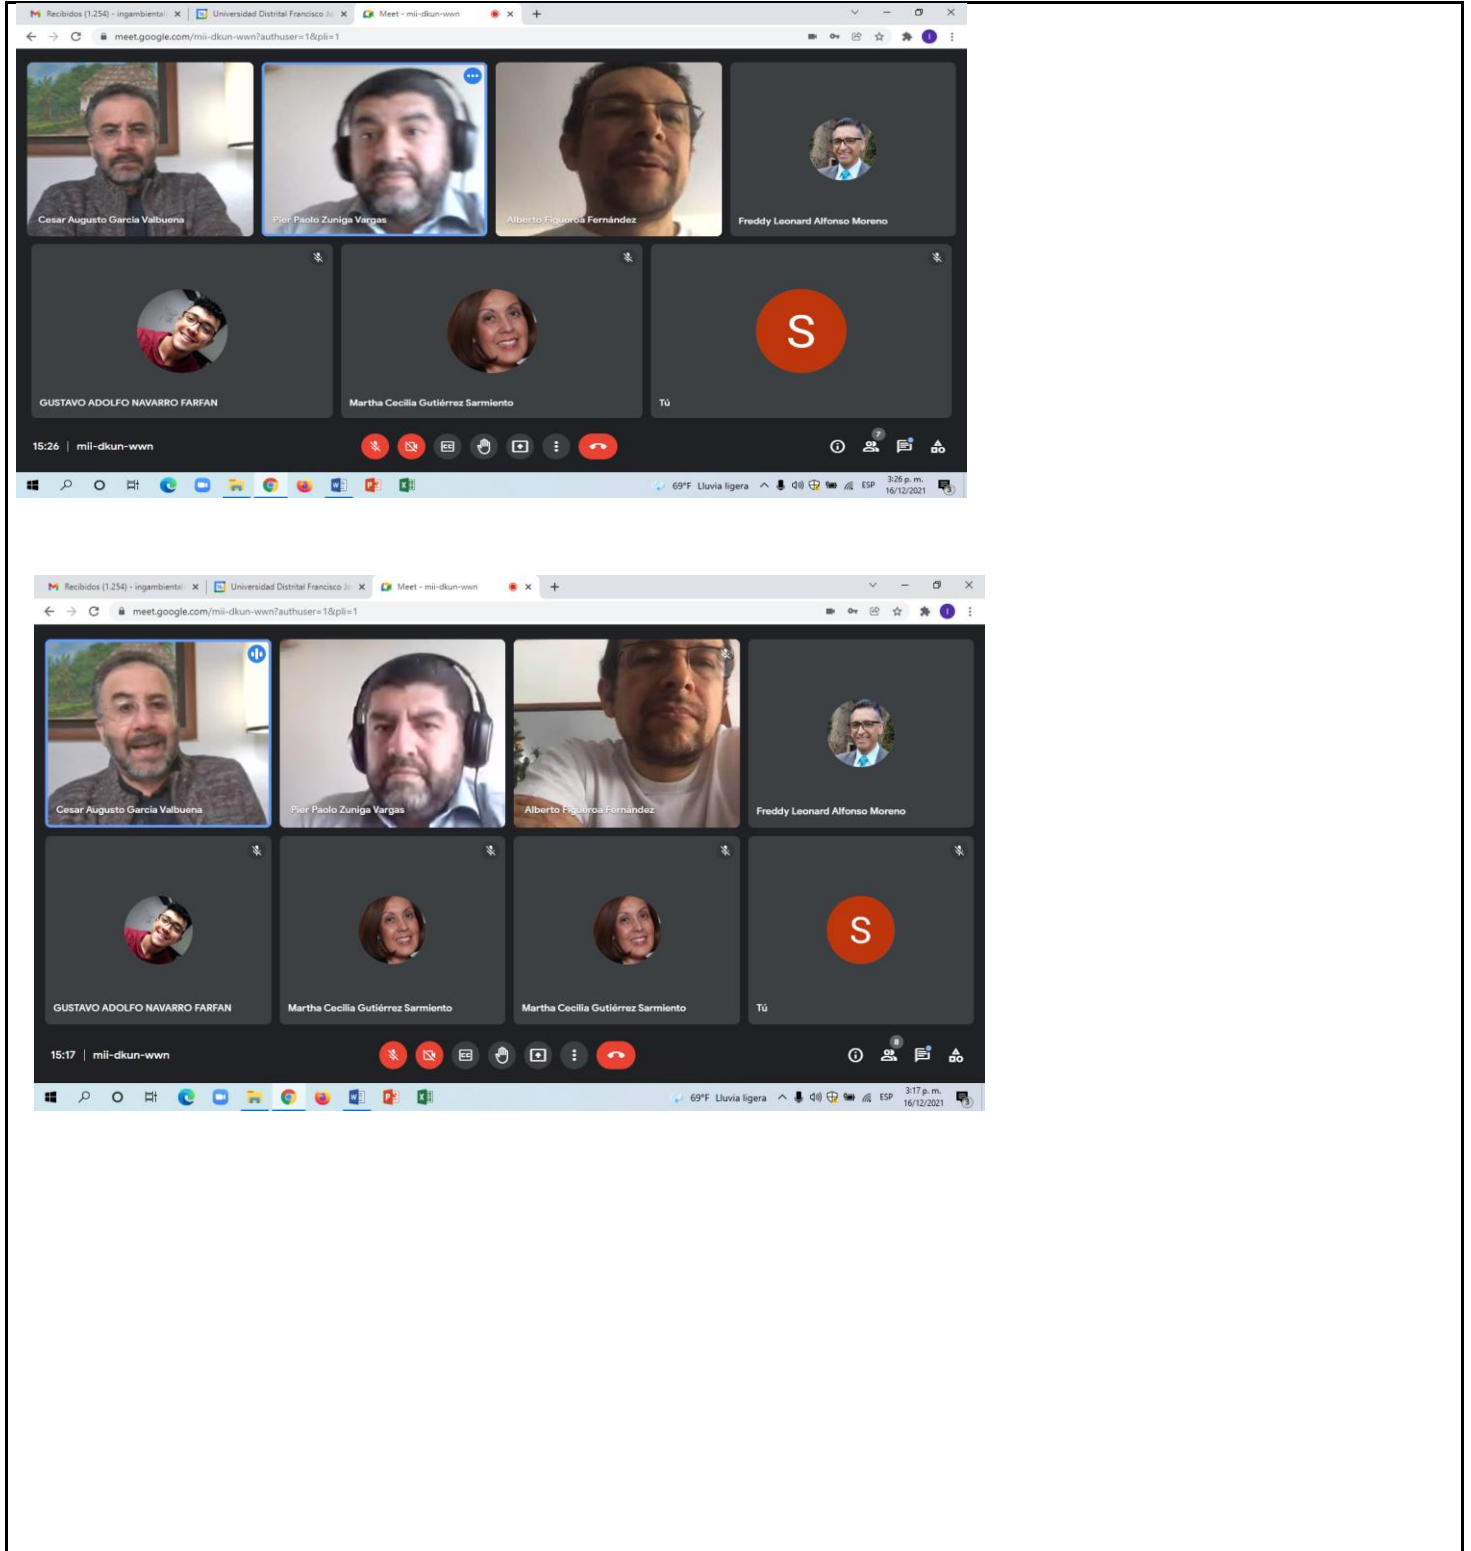 Recibidos (1.254) - ingambiental Universidad Distrital Francisco Jo Meet - mii-dkun-wwn
meet.google.com/mii-dkun-wwn?authuser=1&pli=1
Cesar Augusto Garcia Valbuena Pier Paolo Zuniga Vargas Alberto Figueroa Fernández Freddy Leonard Alfonso Moreno
S
GUSTAVO ADOLFO NAVARRO FARFAN Martha Cecilia Gutiérrez Sarmiento Tú
15:26 | mii-dkun-wwn 7
69°F Lluvia ligera ESP 3:26 p. m.
16/12/2021
Recibidos (1.254) - ingambiental Universidad Distrital Francisco Jo Meet - mii-dkun-wwn
meet.google.com/mii-dkun-wwn?authuser=1&pli=1
Cesar Augusto Garcia Valbuena Pier Paolo Zuniga Vargas Alberto Figueroa Fernández Freddy Leonard Alfonso Moreno
S
GUSTAVO ADOLFO NAVARRO FARFAN Martha Cecilia Gutiérrez Sarmiento Martha Cecilia Gutiérrez Sarmiento Tú
15:17 | mii-dkun-wwn 8
69°F Lluvia ligera ESP 3:17 p. m.
16/12/2021